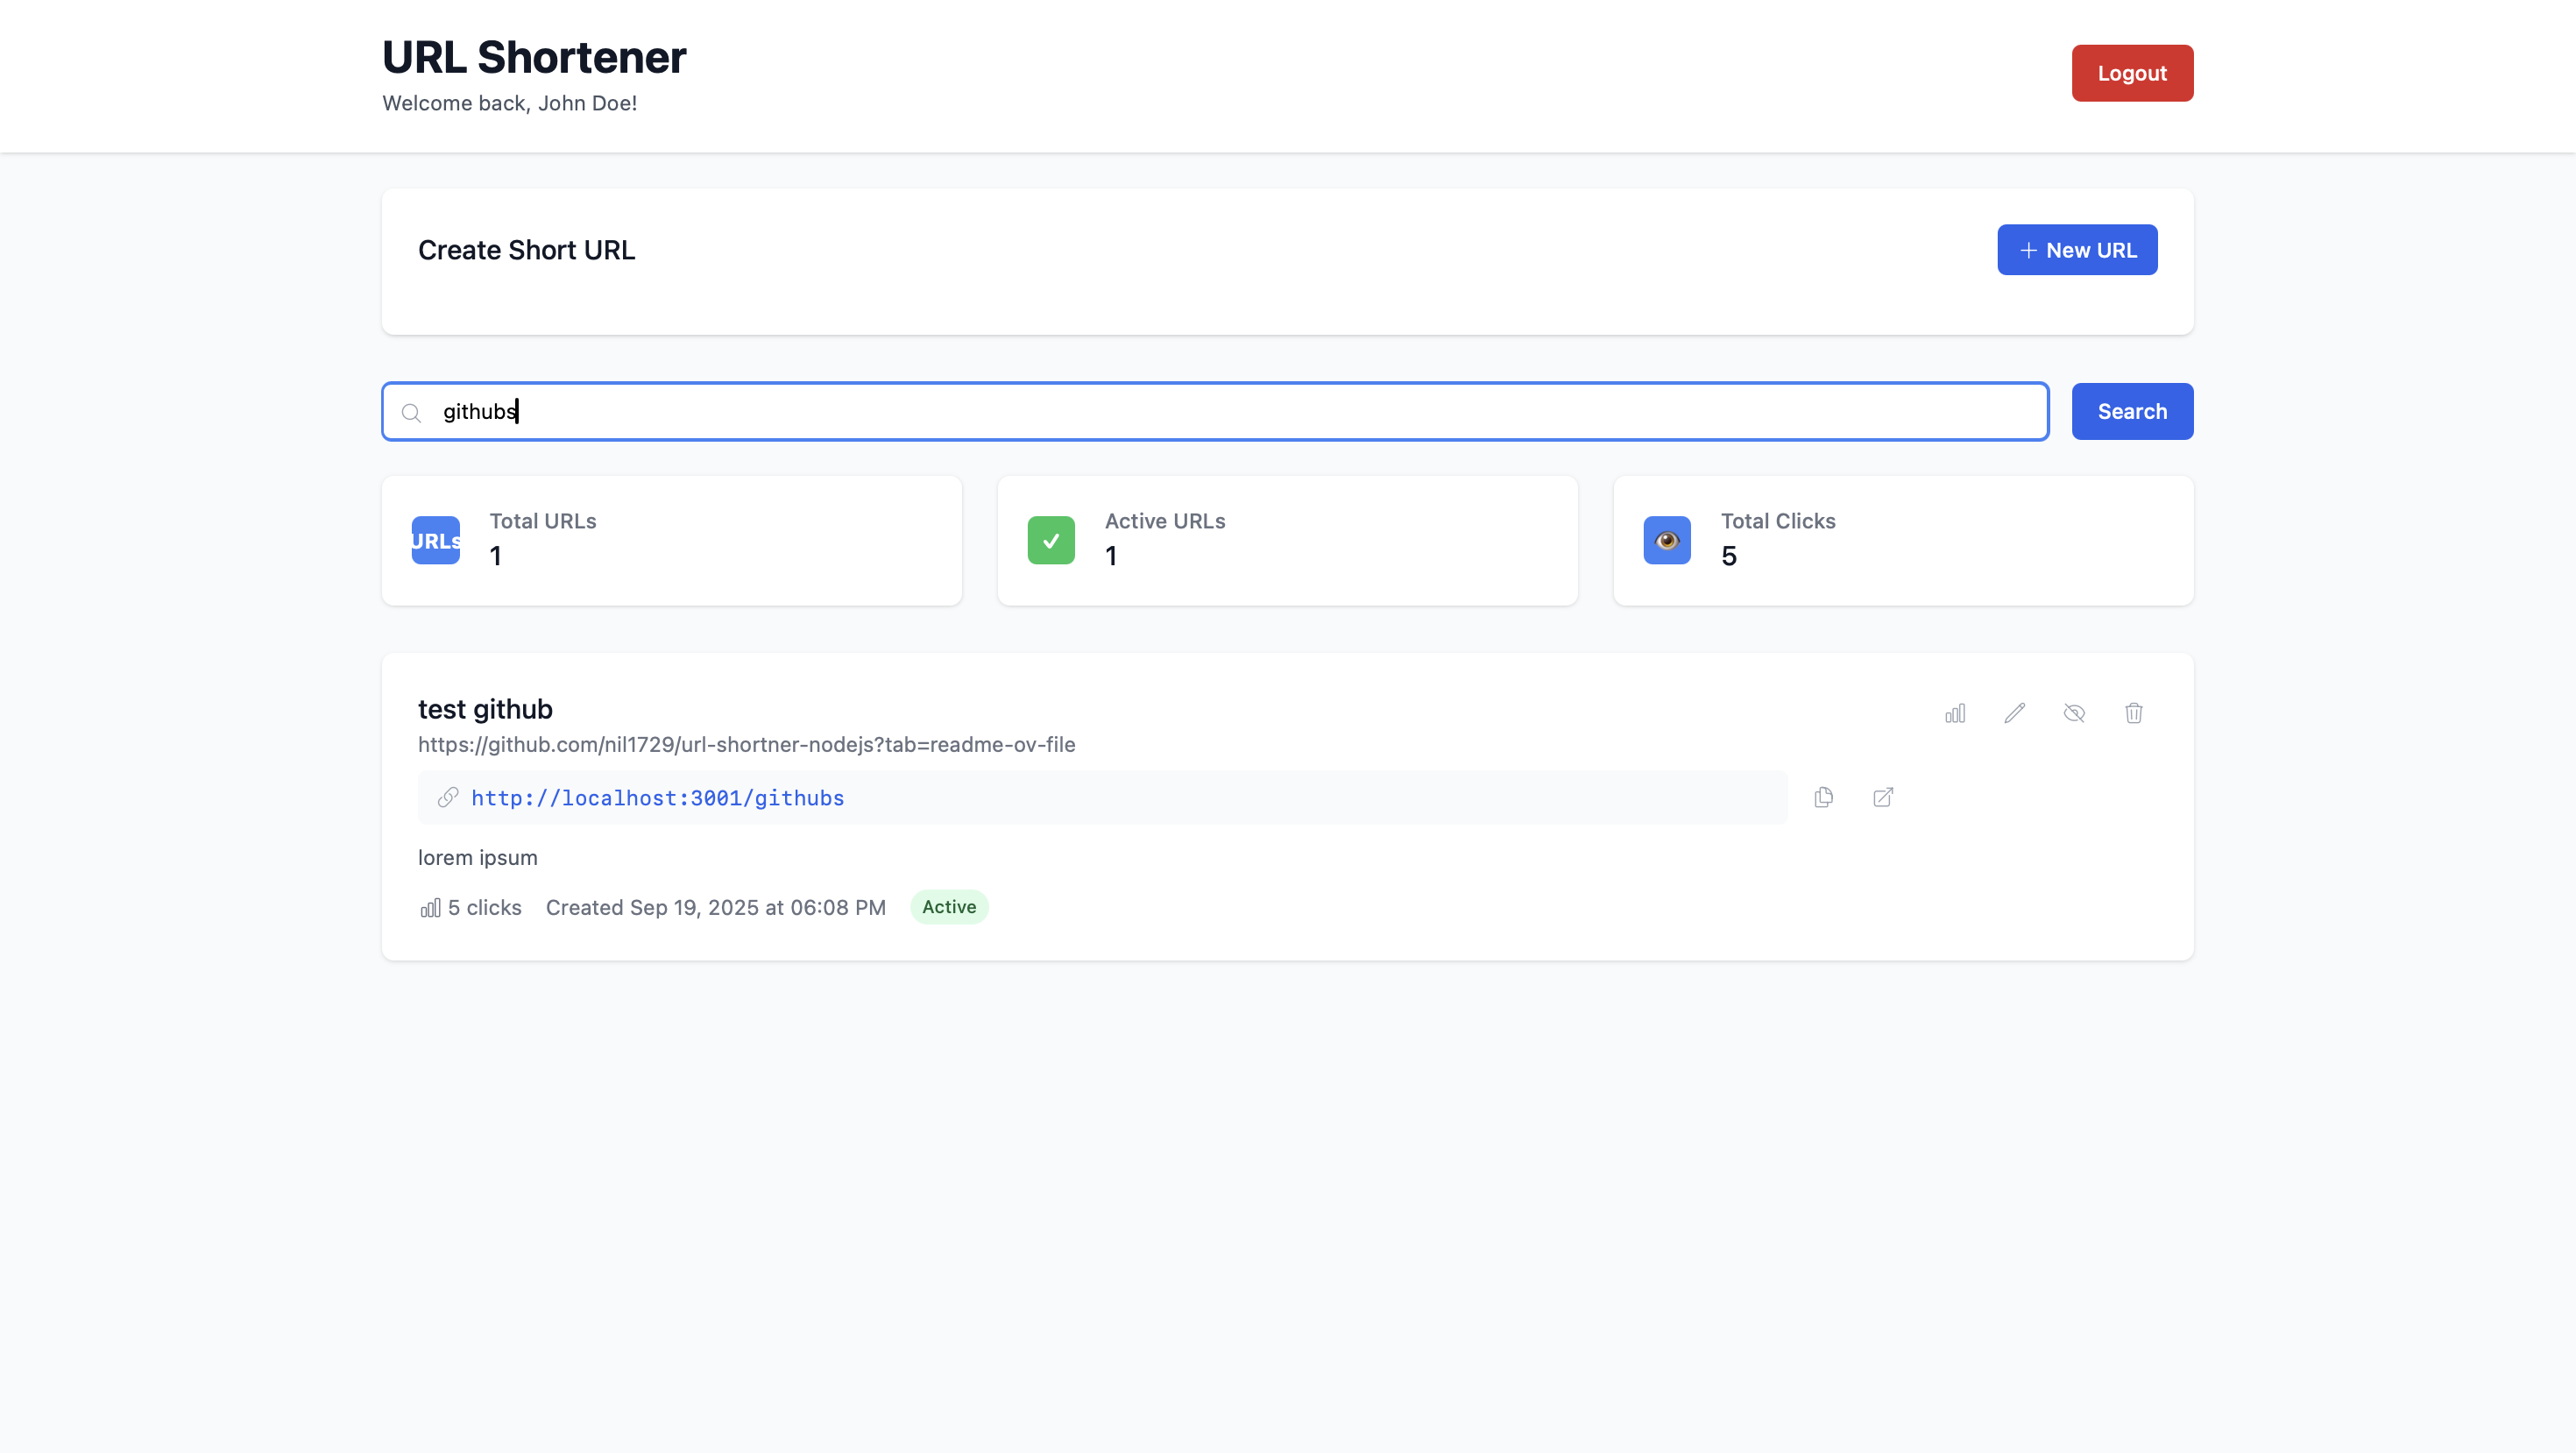 URL Shortener
Welcome back, John Doe!
Logout
Create Short URL
New URL
githubs
Search
URLs
Total URLs
1
Active URLs
1
Total Clicks
5
test github
https://github.com/nil1729/url-shortner-nodejs?tab=readme-ov-file
http://localhost:3001/githubs
lorem ipsum
5 clicks Created Sep 19, 2025 at 06:08 PM Active